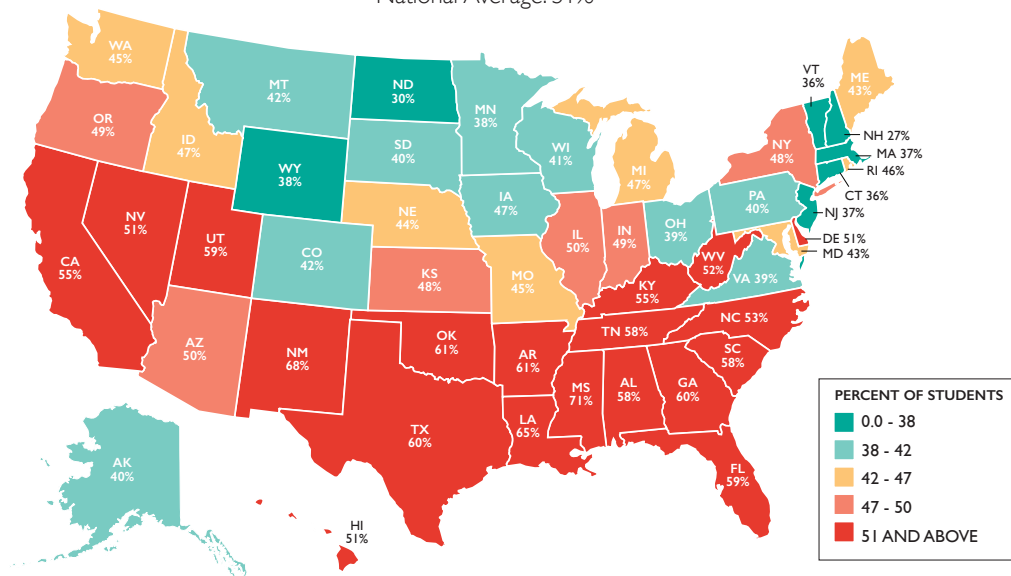 National Average: 51%
WA
45%
OR
49%
ID
47%
MT
42%
ND
30%
MN
38%
WI
41%
MI
47%
SD
40%
WY
38%
NE
44%
IA
47%
NV
51%
UT
59%
CA
55%
CO
42%
KS
48%
MO
45%
IL
50%
IN
49%
OH
39%
PA
40%
NY
48%
VT
36%
ME
43%
NH 27%
MA 37%
RI 46%
CT 36%
NJ 37%
DE 51%
MD 43%
WV
52%
VA 39%
KY
55%
TN 58%
NC 53%
SC
58%
AZ
50%
NM
68%
OK
61%
AR
61%
TX
60%
LA
65%
MS
71%
AL
58%
GA
60%
FL
59%
AK
40%
HI
51%
PERCENT OF STUDENTS
0.0 - 38
38 - 42
42 - 47
47 - 50
51 AND ABOVE